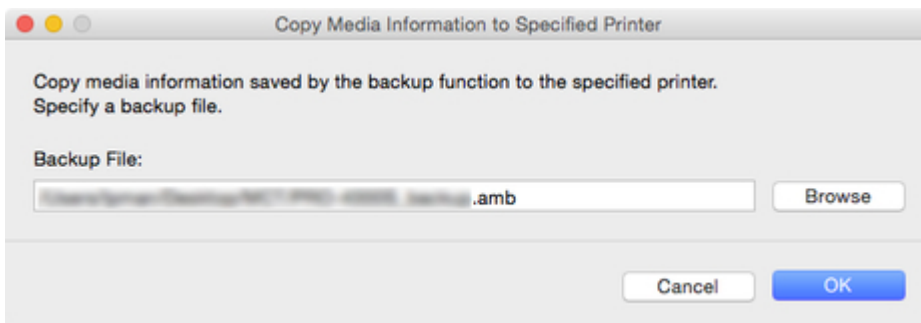 Copy Media Information to Specified Printer
Copy media information saved by the backup function to the specified printer.
Specify a backup file.
Backup File:
.amb
Browse
Cancel
OK